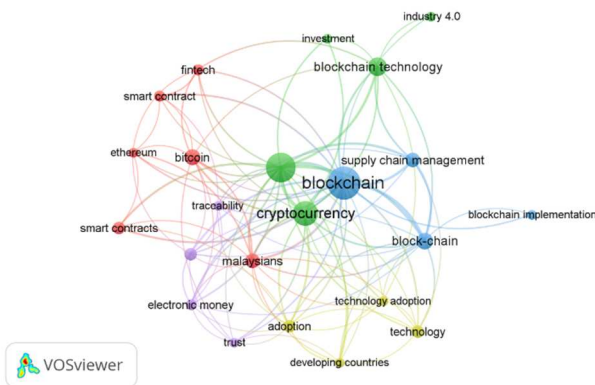 industry 4.0
investment
blockchain technology
fintech
smart contract
ethereum
bitcoin
supply chain management
blockchain
traceability
cryptocurrency
blockchain implementation
smart contracts
block-chain
malaysians
electronic money
technology adoption
adoption
technology
trust
developing countries
VOSviewer